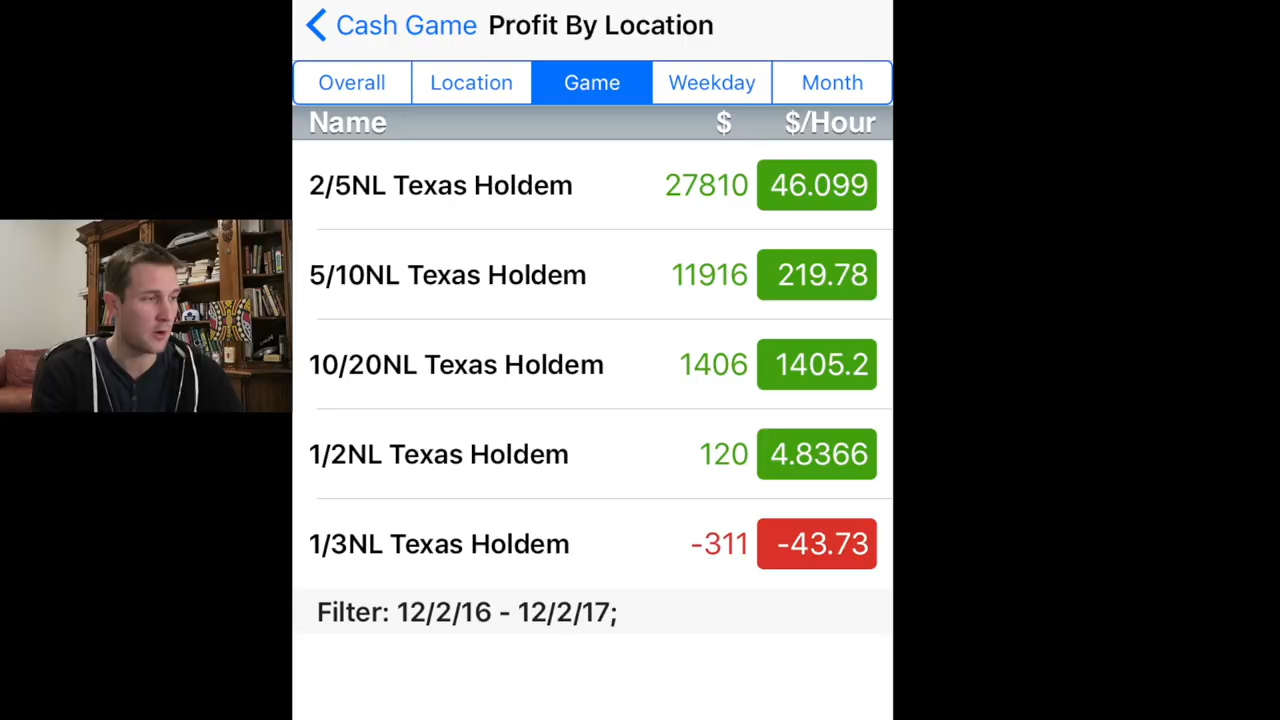 Cash Game Profit By Location
Overall Location Game Weekday Month
Name $ $/Hour
2/5NL Texas Holdem 27810 46.099
5/10NL Texas Holdem 11916 219.78
10/20NL Texas Holdem 1406 1405.2
1/2NL Texas Holdem 120 4.8366
1/3NL Texas Holdem -311 -43.73
Filter: 12/2/16 - 12/2/17;